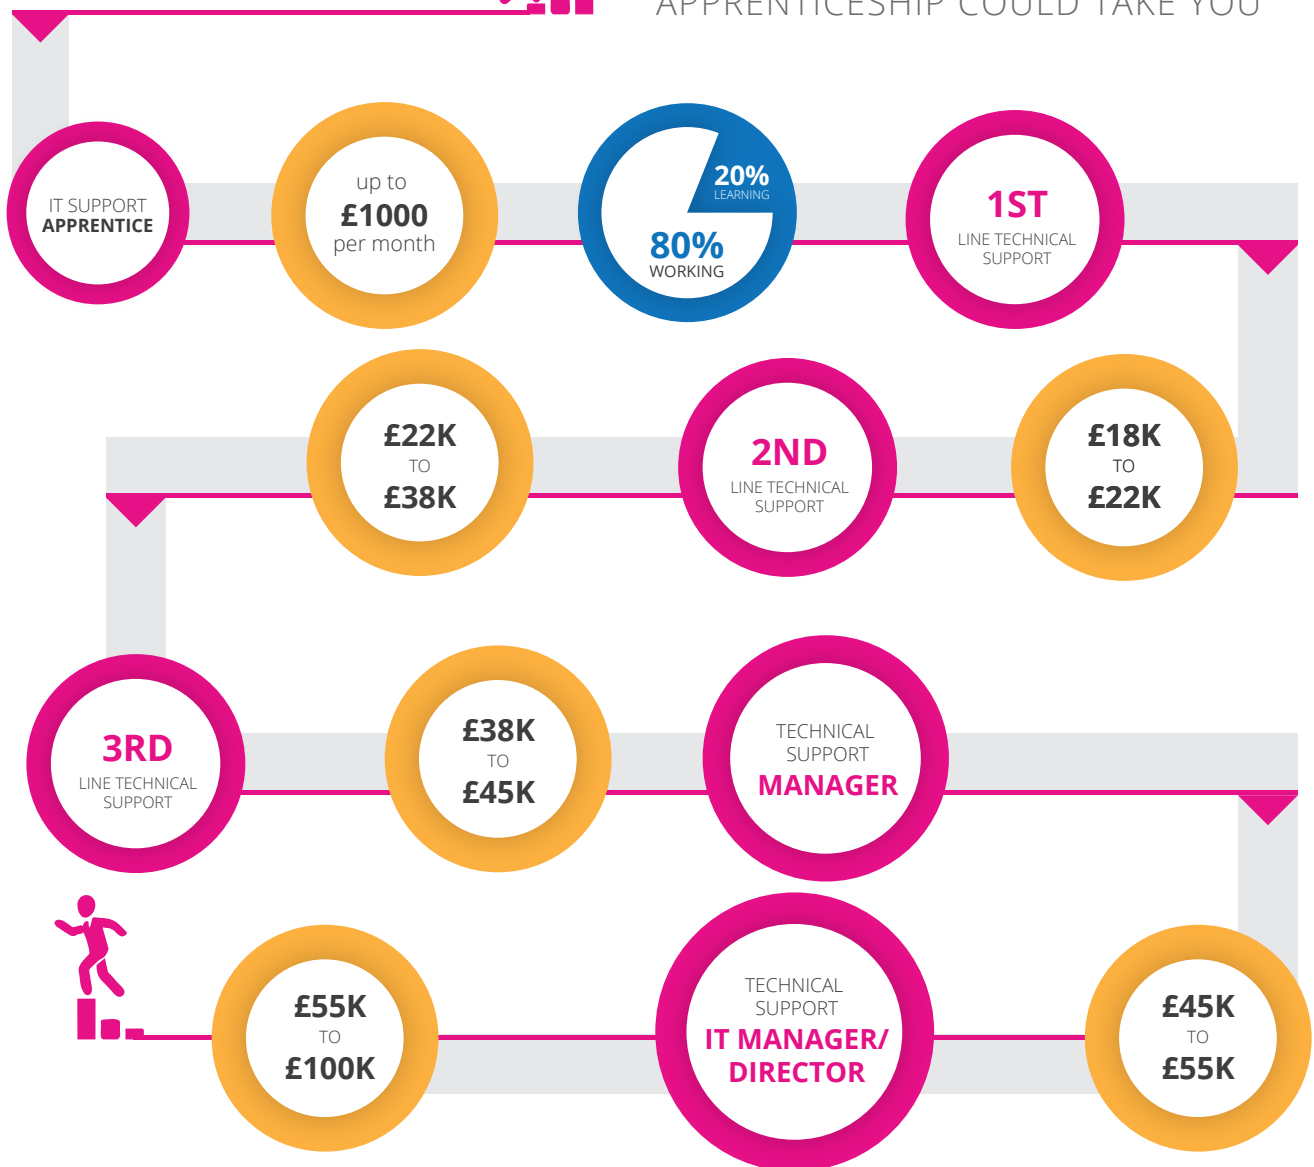 APPRENTICESHIP COULD TAKE YOU
IT SUPPORT
APPRENTICE
up to
£1000
per month
20%
LEARNING
80%
WORKING
1ST
LINE TECHNICAL
SUPPORT
£18K
TO
£22K
2ND
LINE TECHNICAL
SUPPORT
£22K
TO
£38K
3RD
LINE TECHNICAL
SUPPORT
£38K
TO
£45K
TECHNICAL
SUPPORT
MANAGER
£45K
TO
£55K
TECHNICAL
SUPPORT
IT MANAGER/
DIRECTOR
£55K
TO
£100K